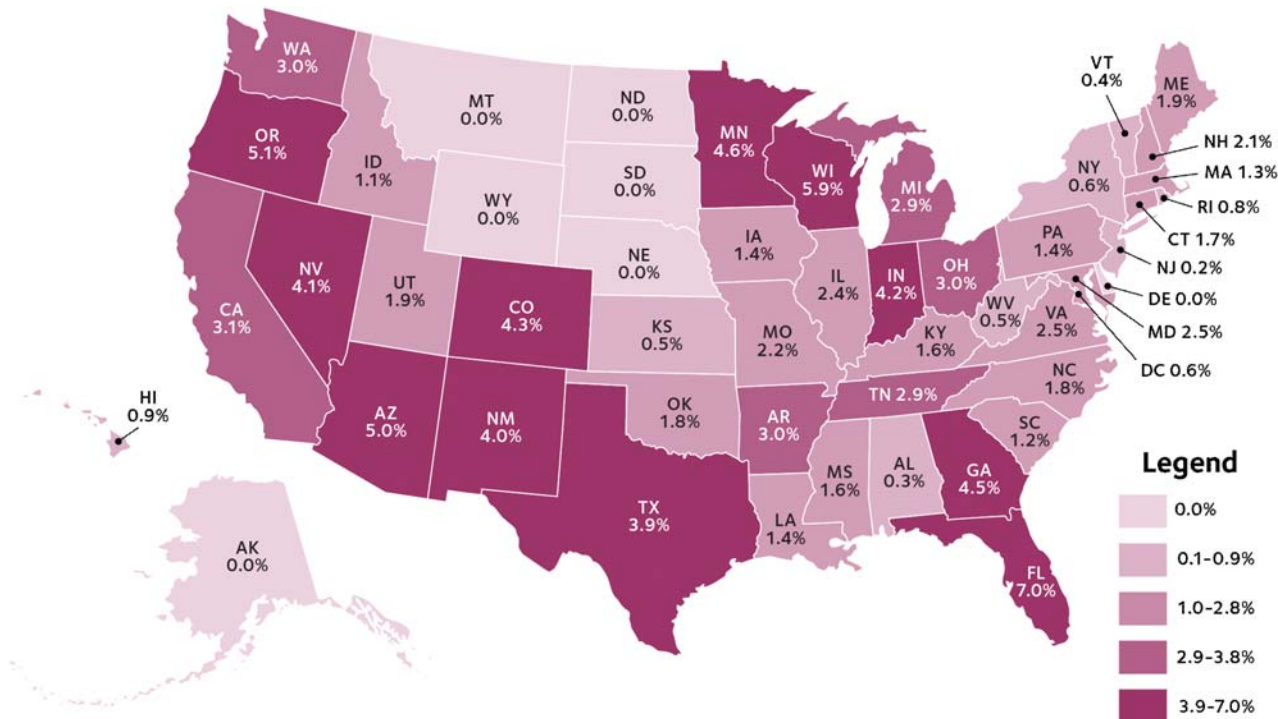 WA
3.0%
OR
5.1%
CA
3.1%
NV
4.1%
ID
1.1%
MT
0.0%
WY
0.0%
UT
1.9%
CO
4.3%
AZ
5.0%
NM
4.0%
ND
0.0%
SD
0.0%
NE
0.0%
KS
0.5%
OK
1.8%
TX
3.9%
MN
4.6%
IA
1.4%
MO
2.2%
AR
3.0%
LA
1.4%
WI
5.9%
IL
2.4%
MI
2.9%
IN
4.2%
OH
3.0%
KY
1.6%
TN 2.9%
MS
1.6%
AL
0.3%
GA
4.5%
FL
7.0%
SC
1.2%
NC
1.8%
VA
2.5%
WV
0.5%
PA
1.4%
NY
0.6%
VT
0.4%
ME
1.9%
NH 2.1%
MA 1.3%
RI 0.8%
CT 1.7%
NJ 0.2%
DE 0.0%
MD 2.5%
DC 0.6%
HI
0.9%
AK
0.0%
Legend
0.0%
0.1–0.9%
1.0–2.8%
2.9–3.8%
3.9–7.0%